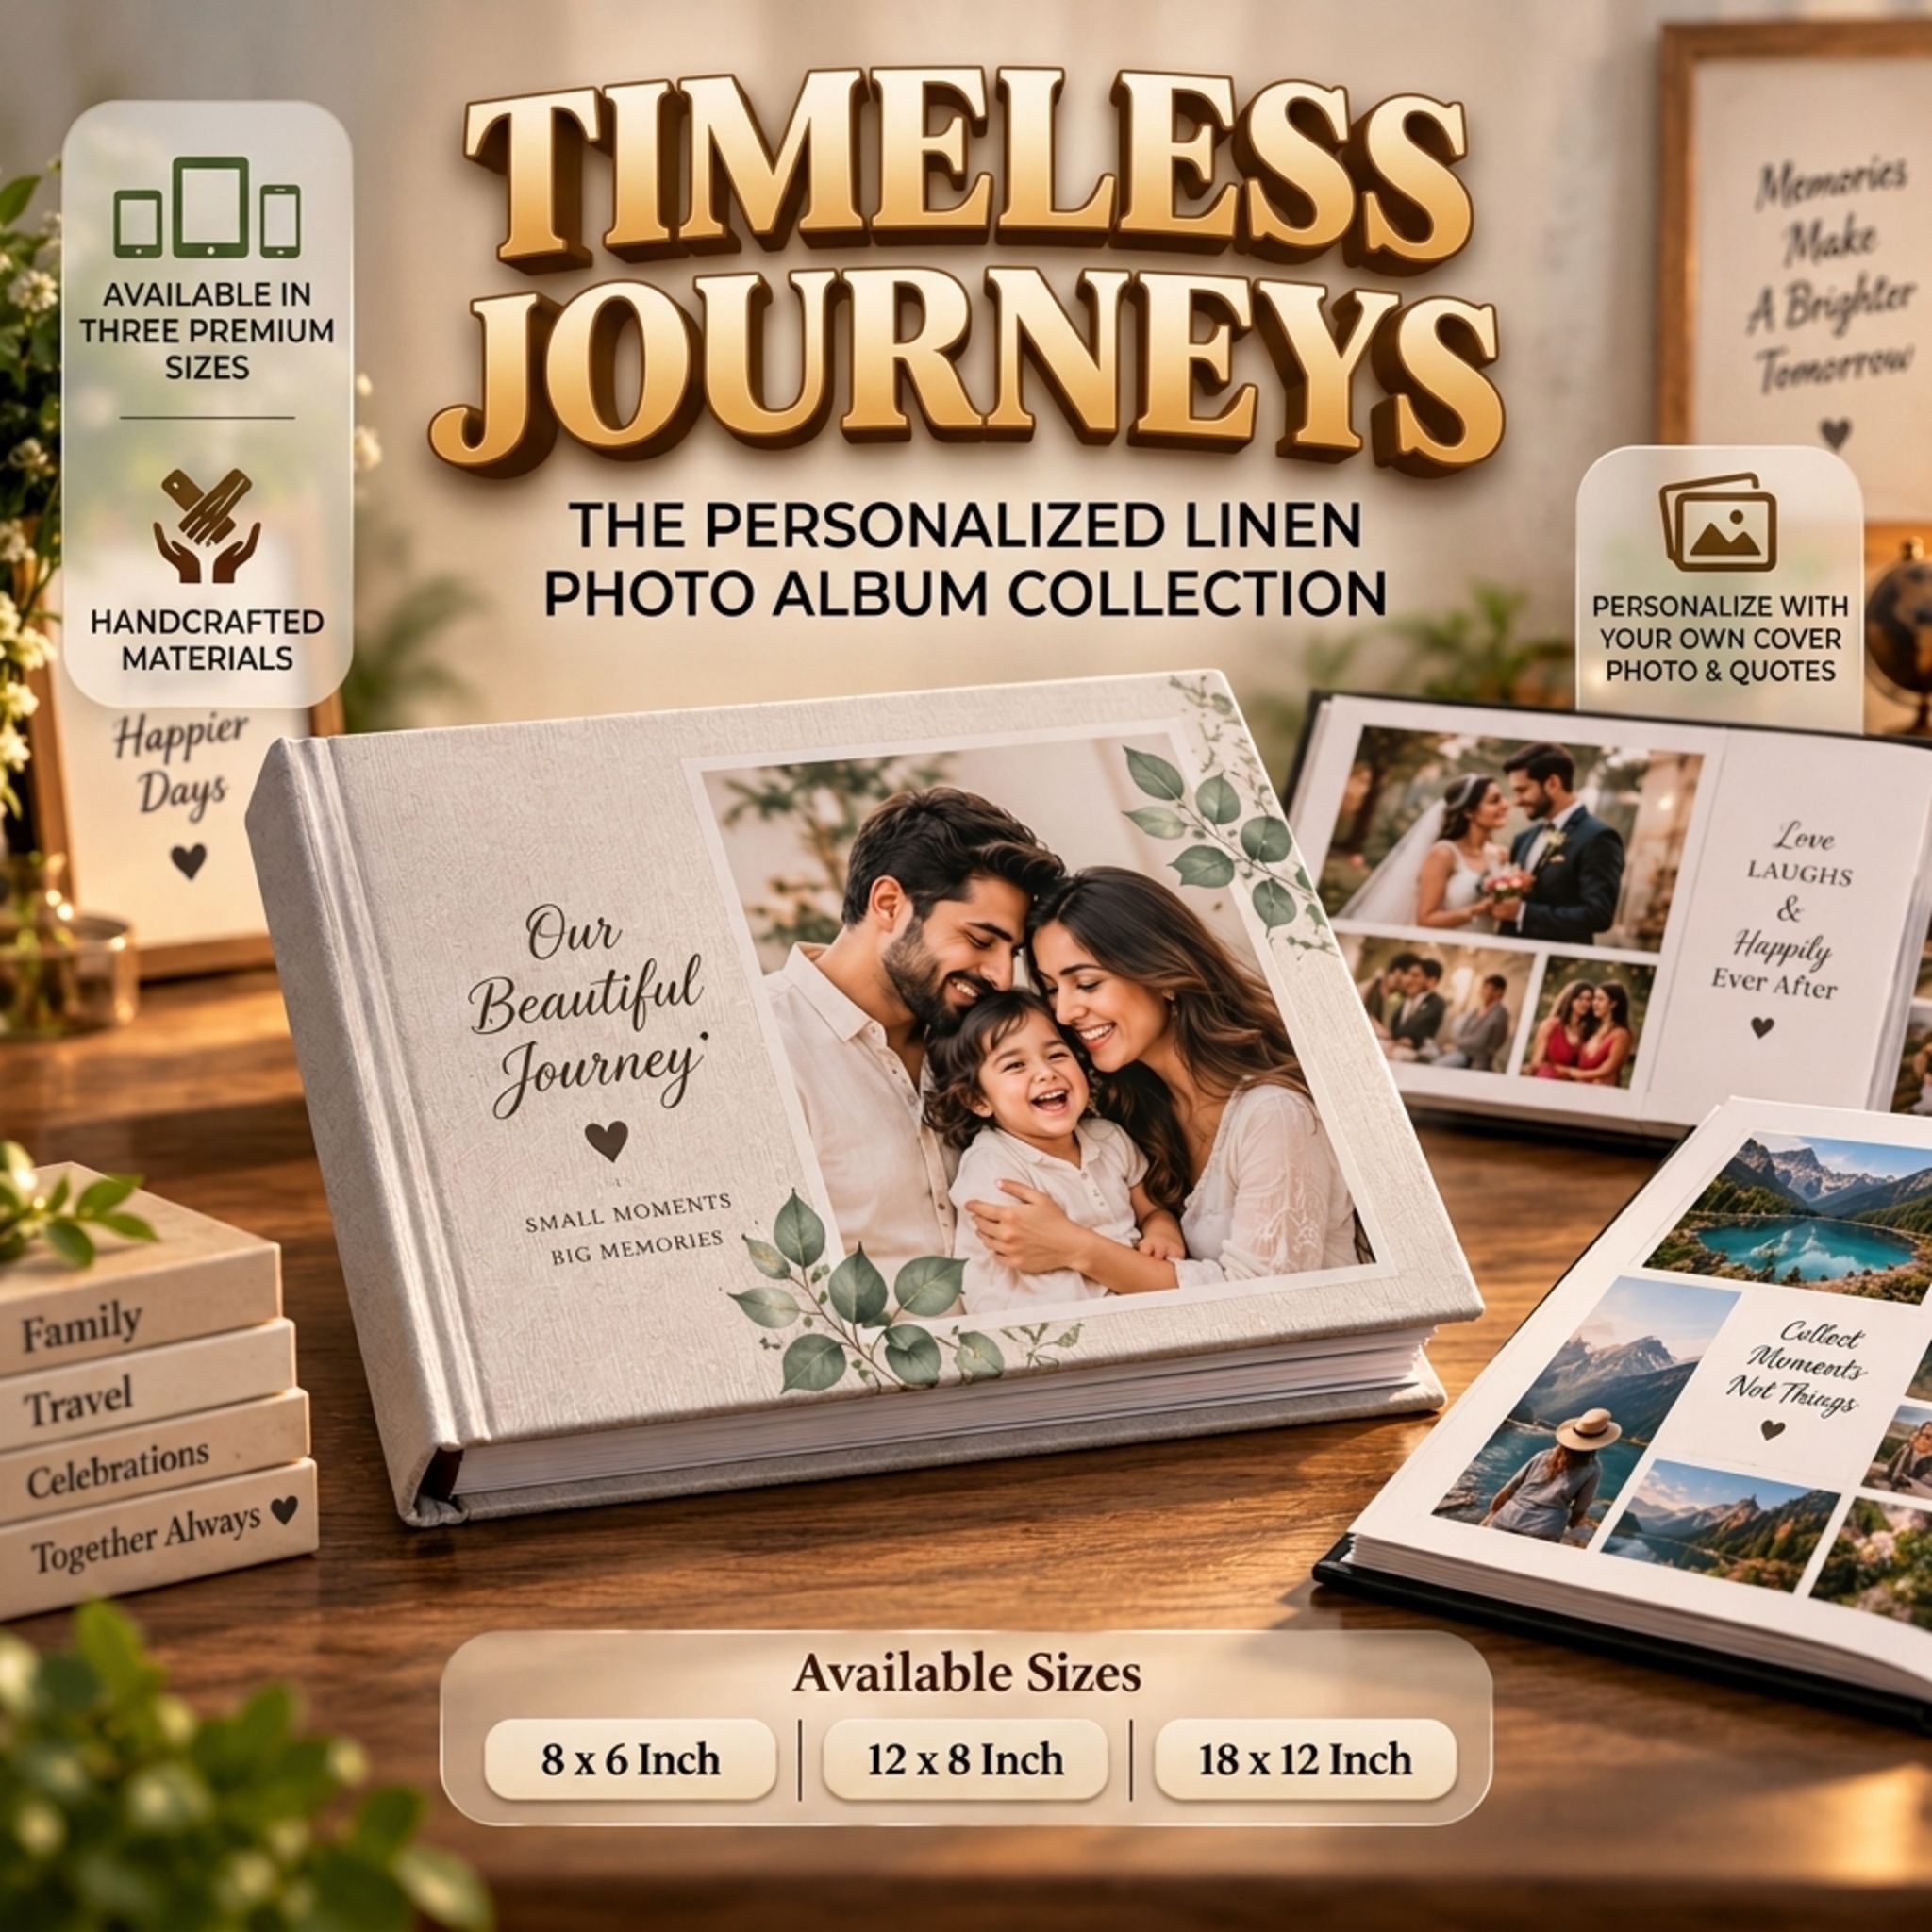 TIMELESS
JOURNEYS
THE PERSONALIZED LINEN
PHOTO ALBUM COLLECTION
AVAILABLE IN
THREE PREMIUM
SIZES
HANDCRAFTED
MATERIALS
Memories
Make
A Brighter
Tomorrow
PERSONALIZE WITH
YOUR OWN COVER
PHOTO & QUOTES
Happier
Days
Our
Beautiful
Journey
SMALL MOMENTS
BIG MEMORIES
Love
LAUGHS
&
Happily
Ever After
Collect
Moments
Not Things
Family
Travel
Celebrations
Together Always
Available Sizes
8 x 6 Inch
12 x 8 Inch
18 x 12 Inch